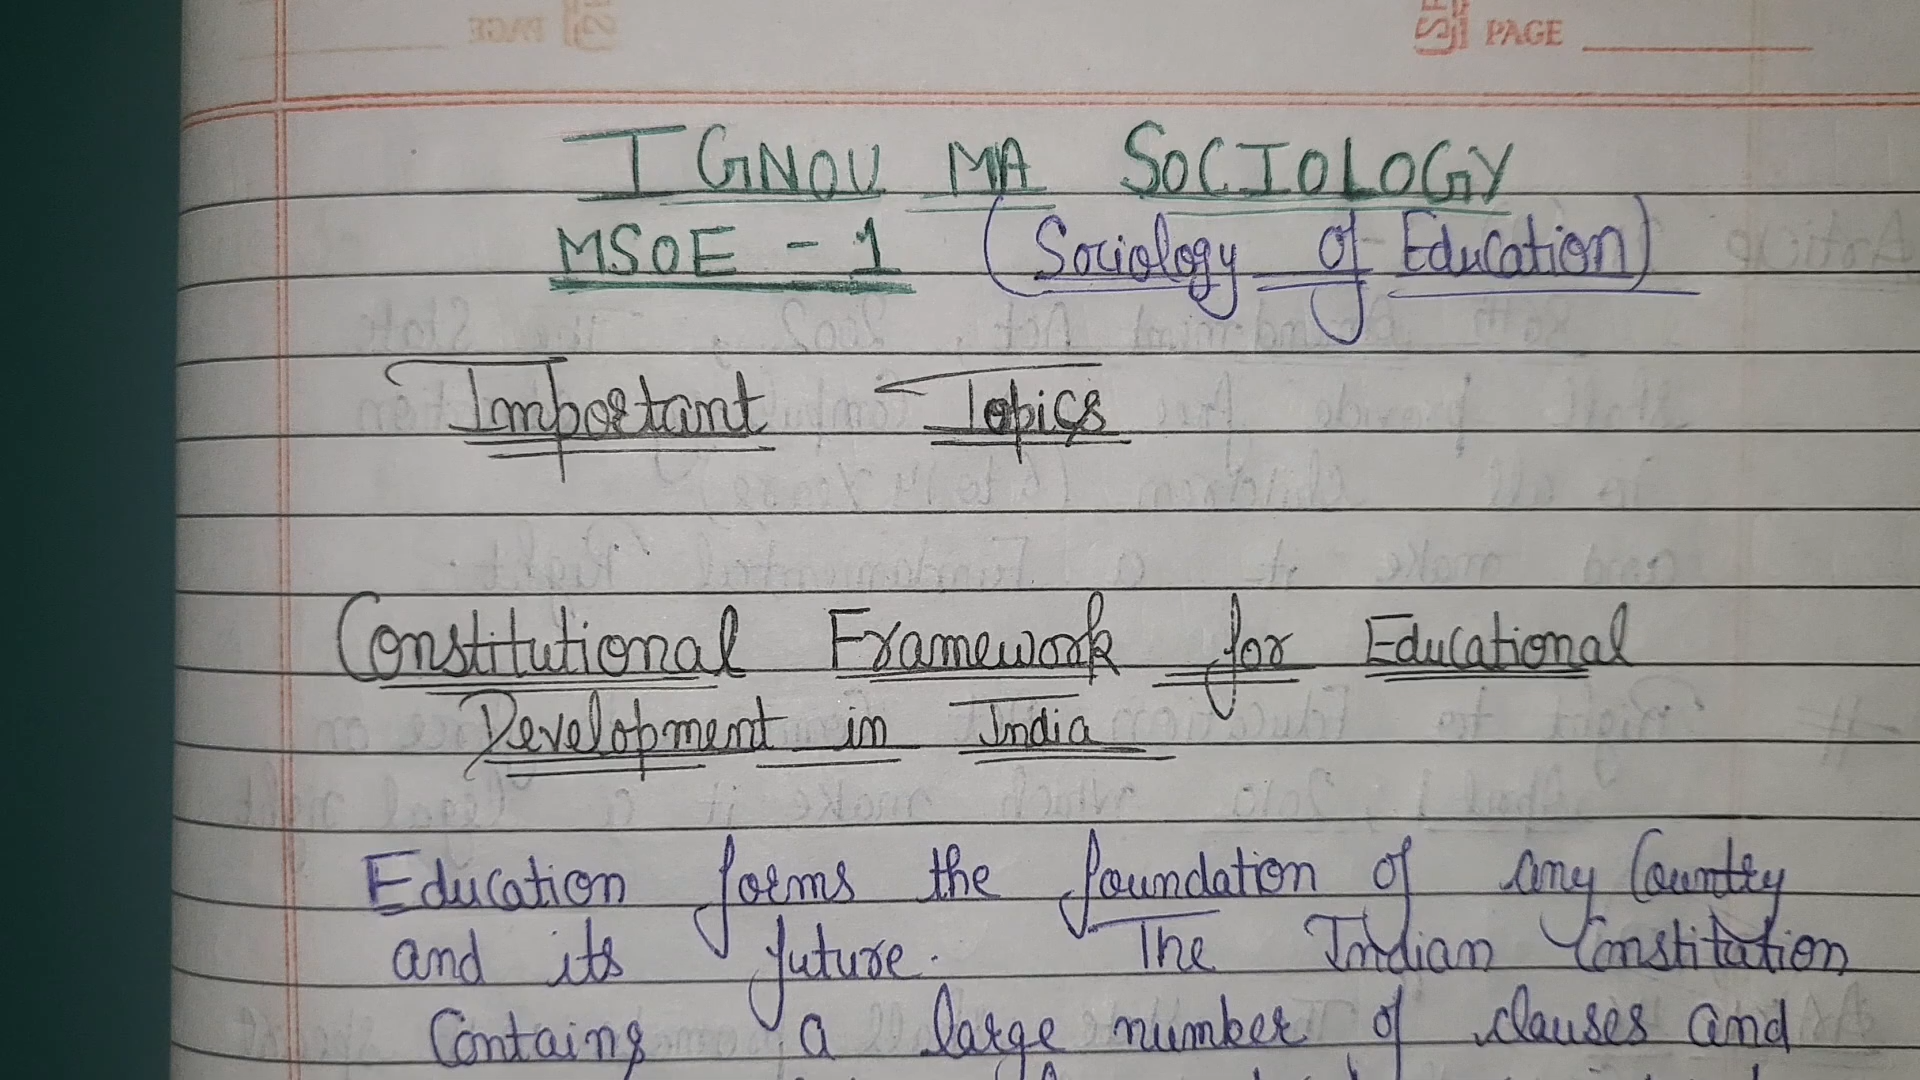 PAGE
IGNOU MA SOCIOLOGY
MSOE - 1 (Sociology of Education)
Important Topics
Constitutional Framework for Educational
Development in India
Education forms the foundation of any Country
and its future. The Indian Constitution
Contains a large number of clauses and